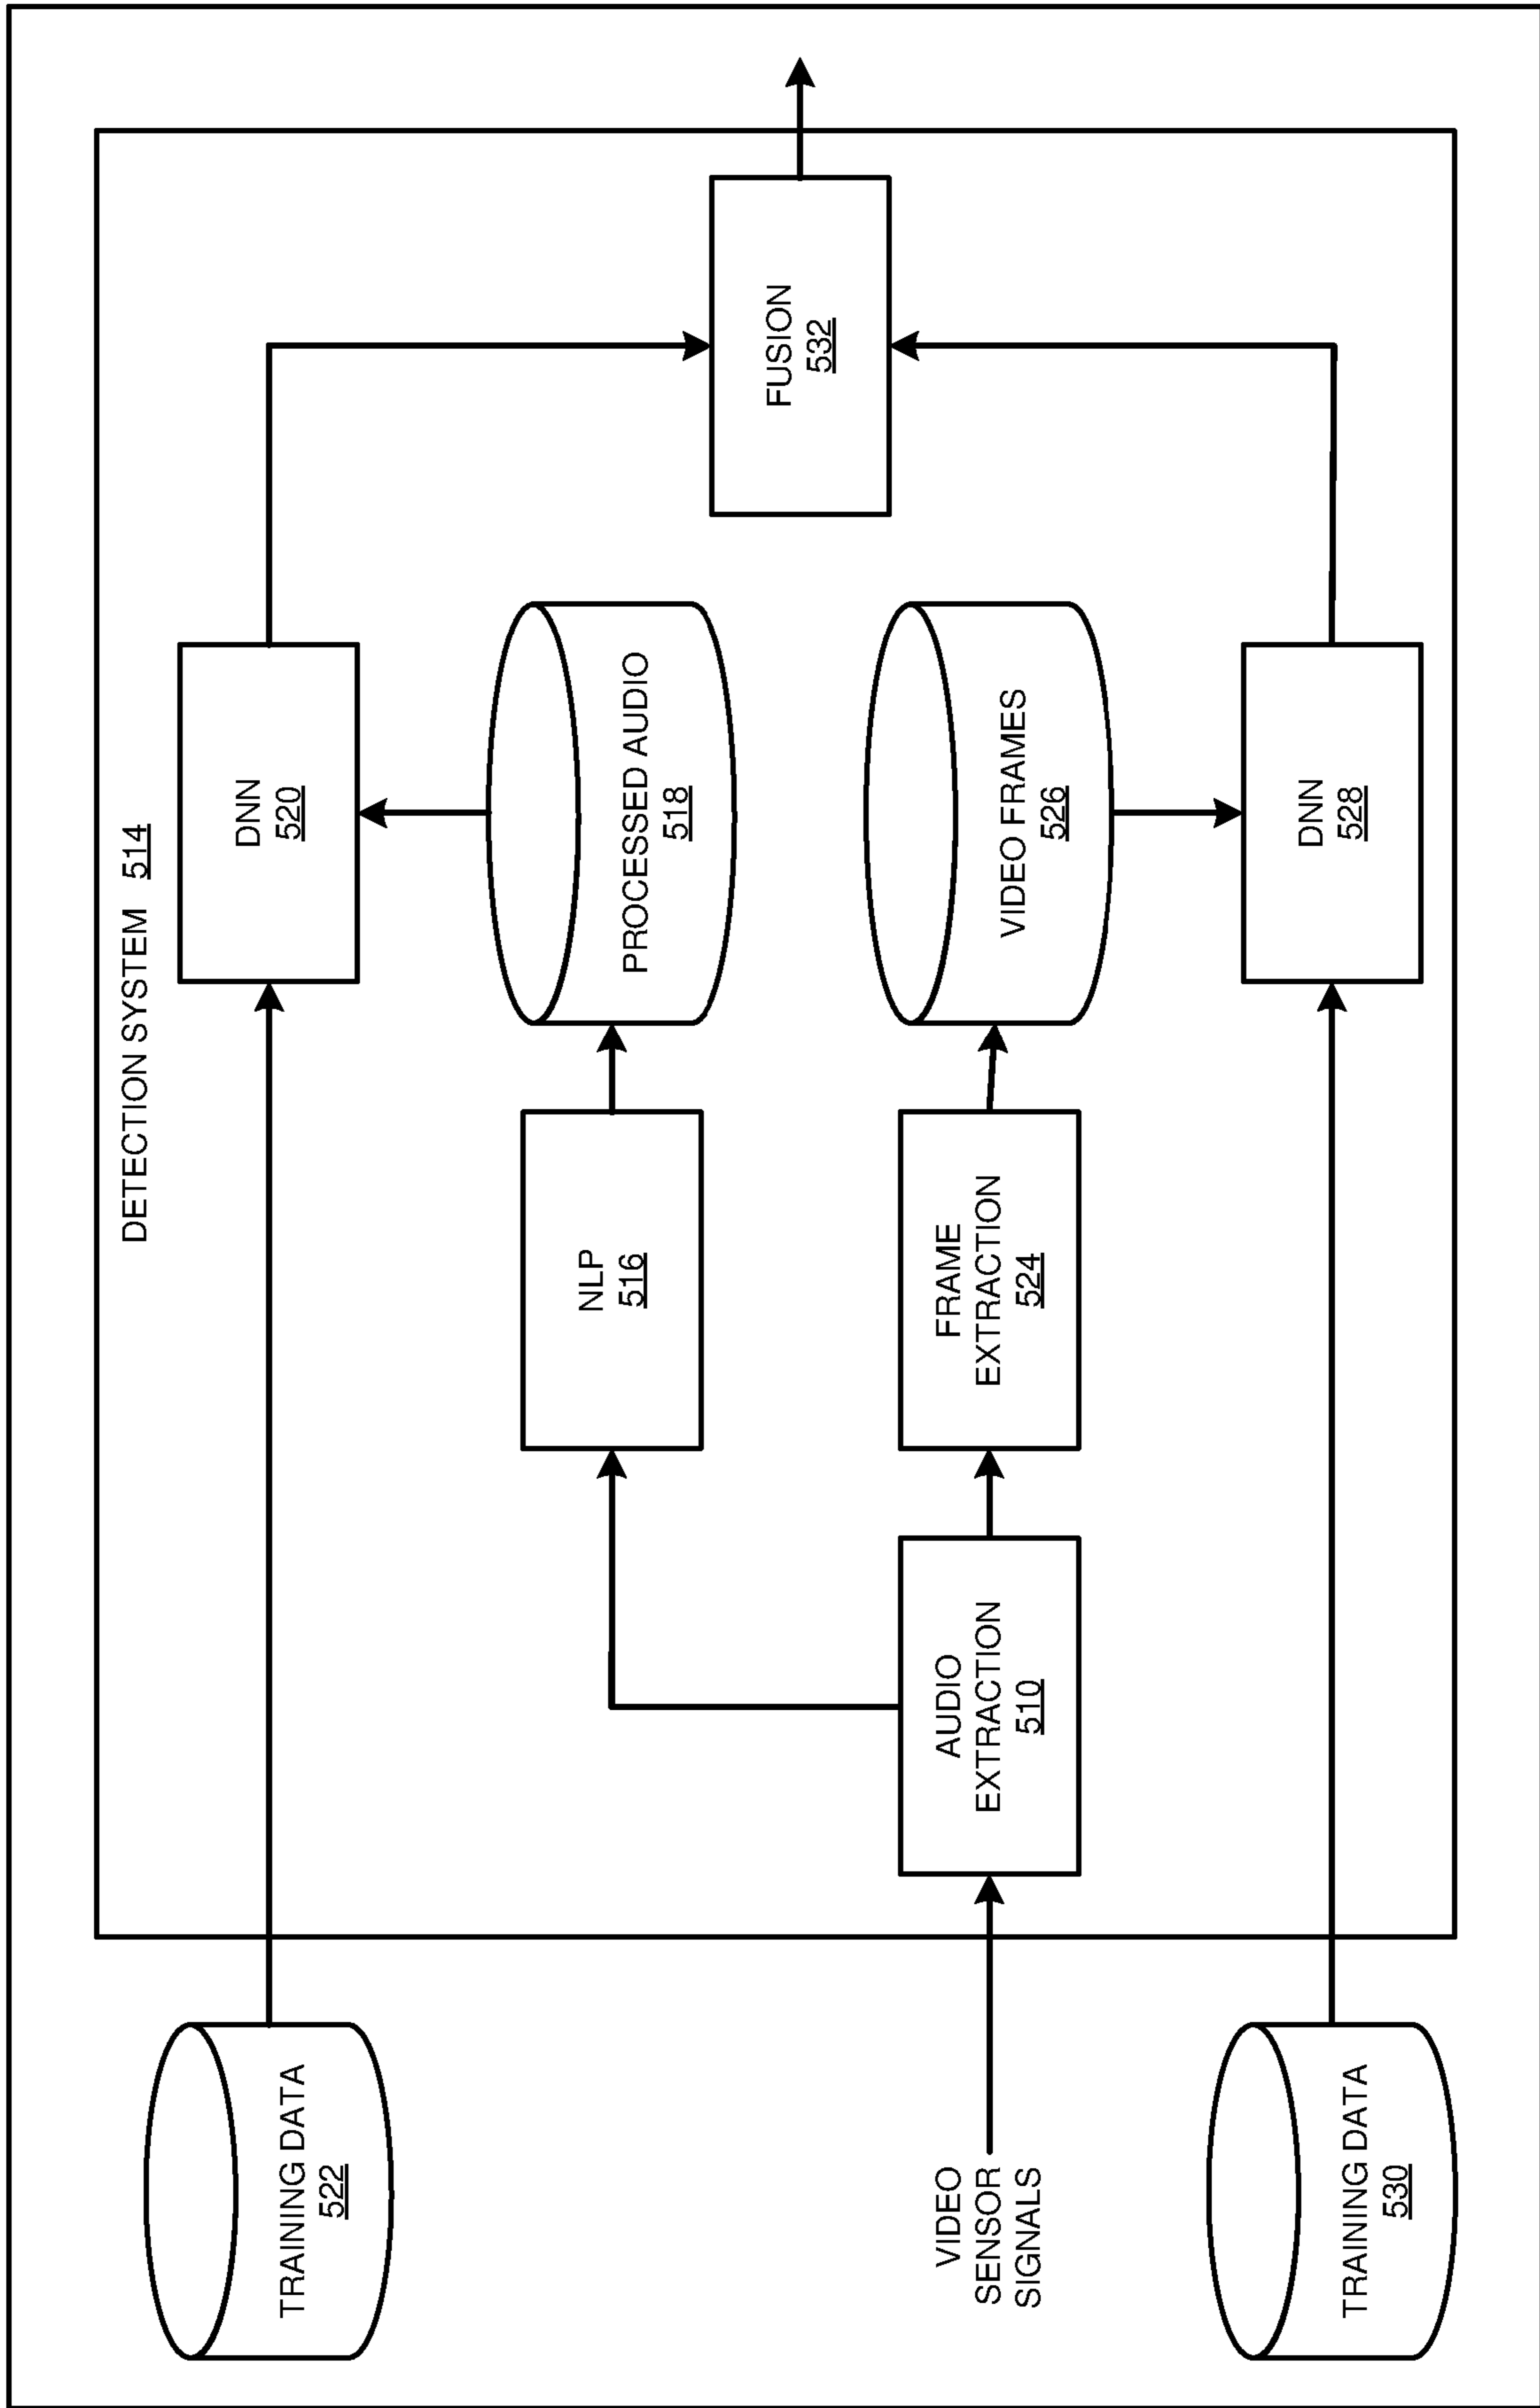 DETECTION SYSTEM 514
TRAINING DATA
522
DNN
520
NLP
516
PROCESSED AUDIO
518
FUSION
532
VIDEO
SENSOR
SIGNALS
AUDIO
EXTRACTION
510
FRAME
EXTRACTION
524
VIDEO FRAMES
526
TRAINING DATA
530
DNN
528